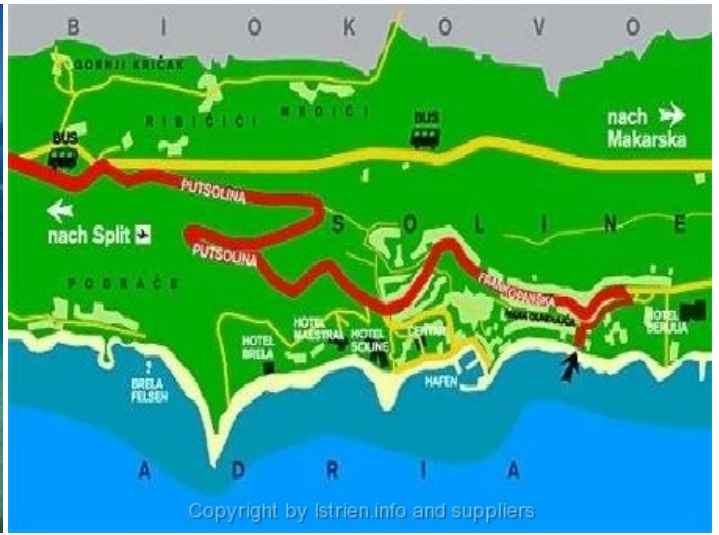 B I O K O V O
GORNJI KRIČAK
RIBIČIĆI
MEDIĆI
BUS
BUS
nach
Makarska
PUTSOLINA
nach Split
PUTSOLINA
S O L I N E
PODRAČE
FRANKOPANSKA
HOTEL
BRELA
HOTEL
MAESTRAL
HOTEL
SOLINE
CENTAR
HOTEL
BERULIA
HAFEN
BRELA
FELSEN
A D R I A
Copyright by Istrien.info and suppliers